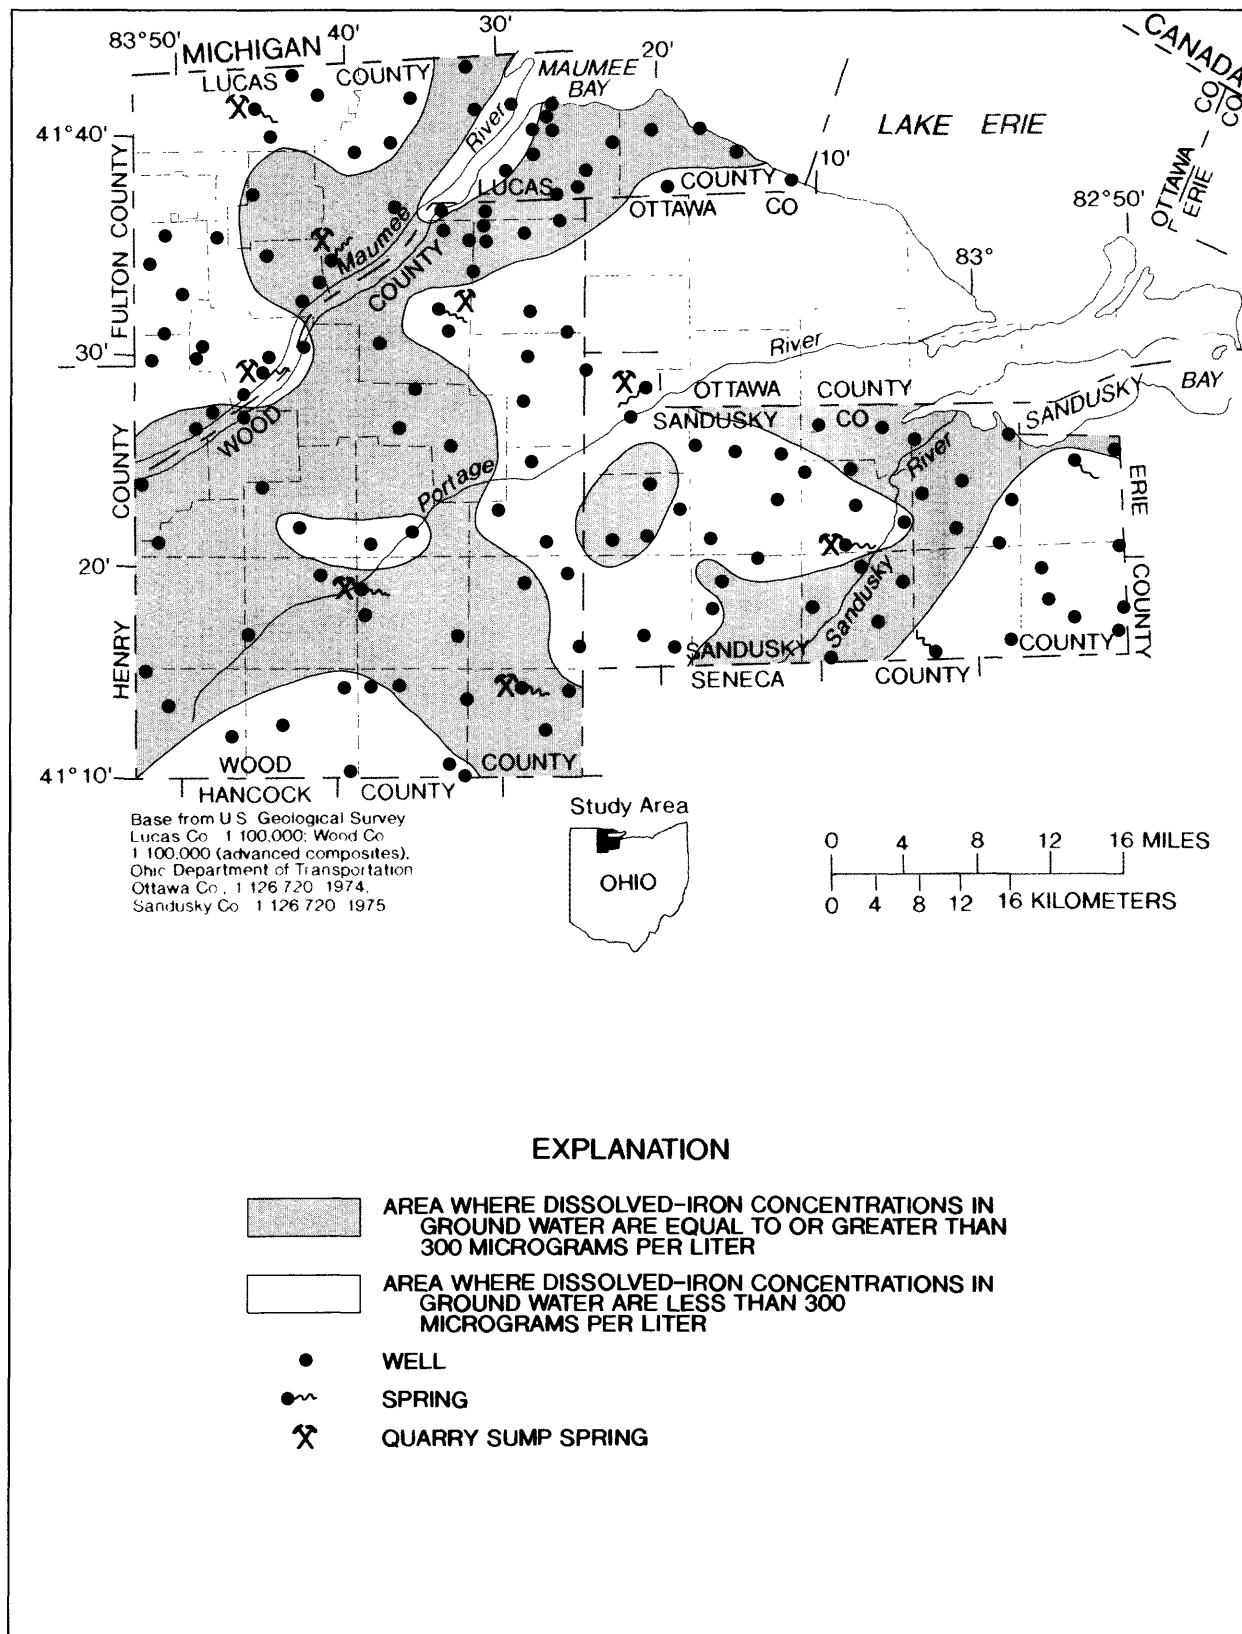 83°50'
40'
30'
20'
MICHIGAN
LUCAS COUNTY
MAUMEE
BAY
CANADA
OTTAWA CO
ERIE CO
LAKE ERIE
41°40'
River
10'
LUCAS COUNTY
OTTAWA CO
82°50'
FULTON COUNTY
Maumee
COUNTY
83°
30'
River
WOOD
OTTAWA COUNTY
SANDUSKY CO
SANDUSKY BAY
River
Portage
HENRY COUNTY
ERIE COUNTY
20'
Sandusky
SANDUSKY COUNTY
SENECA COUNTY
41°10'
WOOD COUNTY
HANCOCK COUNTY
Base from U S Geological Survey
Lucas Co 1 100,000; Wood Co
1 100,000 (advanced composites),
Ohio Department of Transportation
Ottawa Co , 1 126 720 1974,
Sandusky Co 1 126 720 1975
Study Area
OHIO
0 4 8 12 16 MILES
0 4 8 12 16 KILOMETERS
EXPLANATION
AREA WHERE DISSOLVED-IRON CONCENTRATIONS IN
GROUND WATER ARE EQUAL TO OR GREATER THAN
300 MICROGRAMS PER LITER
AREA WHERE DISSOLVED-IRON CONCENTRATIONS IN
GROUND WATER ARE LESS THAN 300
MICROGRAMS PER LITER
WELL
SPRING
QUARRY SUMP SPRING